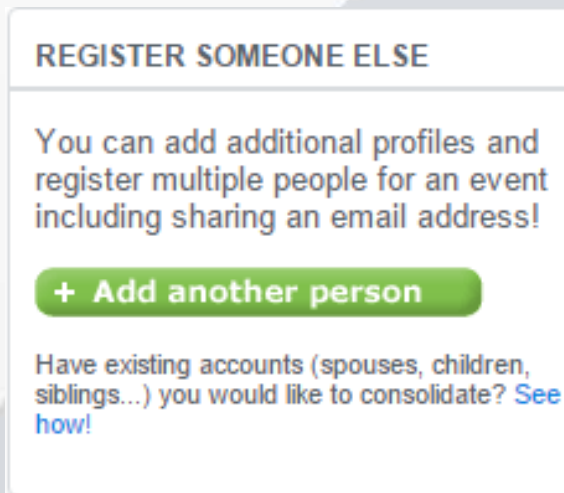 REGISTER SOMEONE ELSE
You can add additional profiles and
register multiple people for an event
including sharing an email address!
+ Add another person
Have existing accounts (spouses, children,
siblings...) you would like to consolidate? See
how!